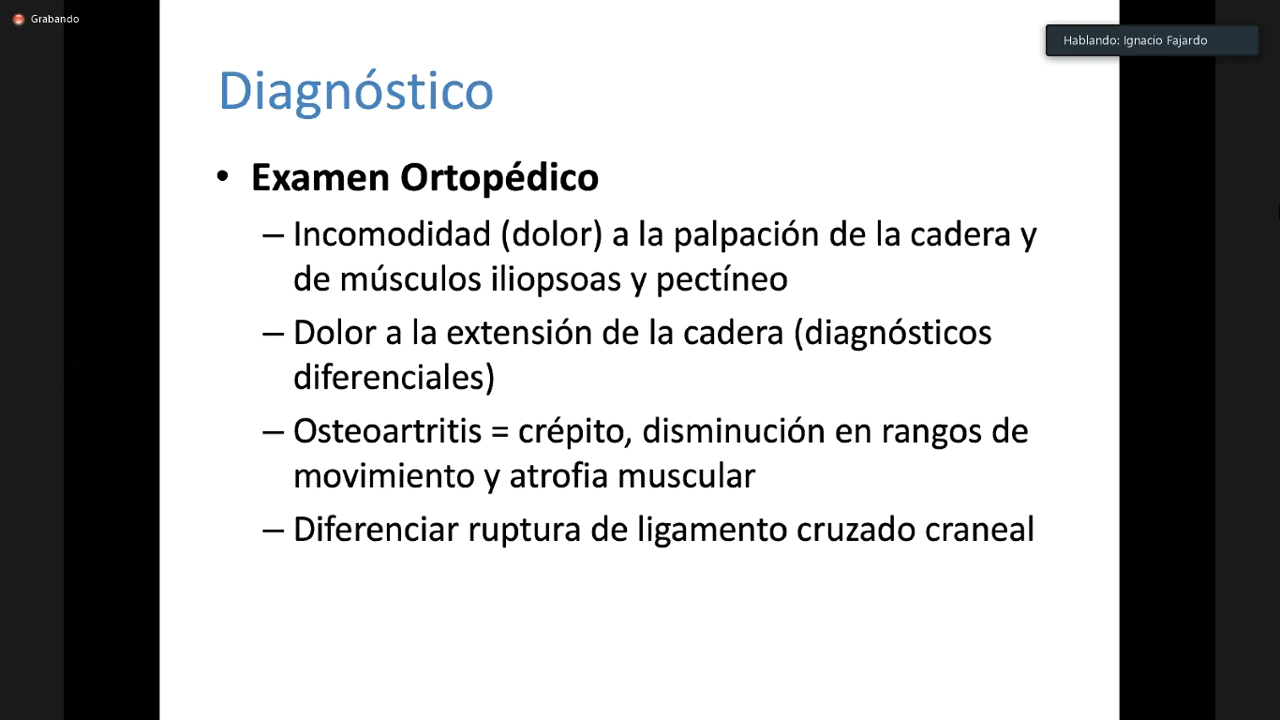 Grabando
Hablando: Ignacio Fajardo
Diagnóstico
• Examen Ortopédico
– Incomodidad (dolor) a la palpación de la cadera y
de músculos iliopsoas y pectíneo
– Dolor a la extensión de la cadera (diagnósticos
diferenciales)
– Osteoartritis = crépito, disminución en rangos de
movimiento y atrofia muscular
– Diferenciar ruptura de ligamento cruzado craneal